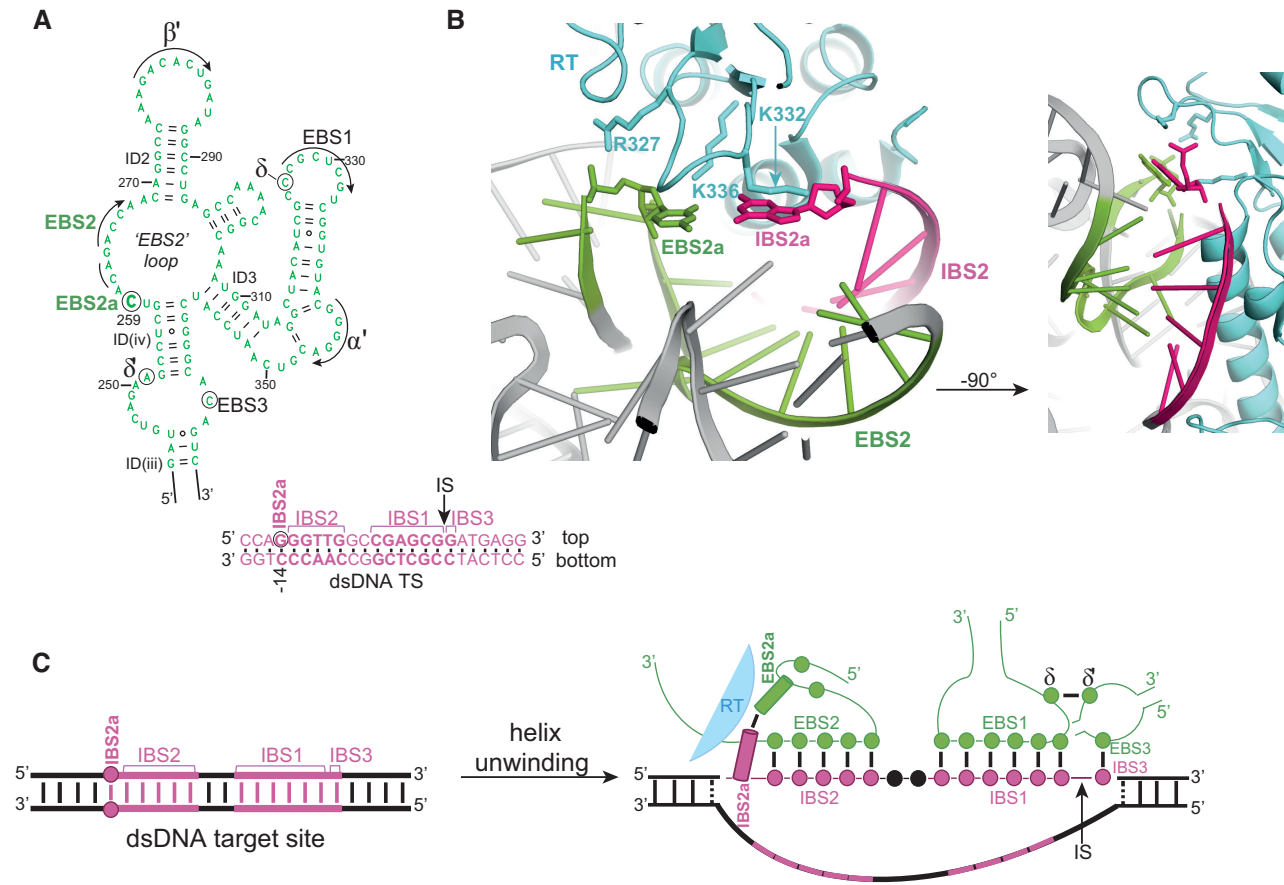 A
β'
ID2
290
270
EBS1
330
δ
EBS2
'EBS2'
loop
ID3
310
EBS2a
C
259
ID(iv)
α'
δ'
250
350
EBS3
ID(iii)
5’
3’
B
RT
R327
K332
K336
EBS2a
IBS2a
IBS2
EBS2
-90°
IBS2a
IBS2
IBS1
IS
IBS3
5’ CCAGGGTTGGCCGAGCGGATGAGG 3’ top
GGTCCCAACCGGCTCGCCTACTCC 5’ bottom
-14
dsDNA TS
C
IBS2a
IBS2
IBS1
IBS3
5’
3’
3’
5’
dsDNA target site
helix
unwinding
3’
RT
EBS2a
5’
EBS2
3’
5’
EBS1
δ
δ'
3’
5’
EBS3
IBS3
5’
3’
3’
5’
IBS2a
IBS2
IBS1
IS